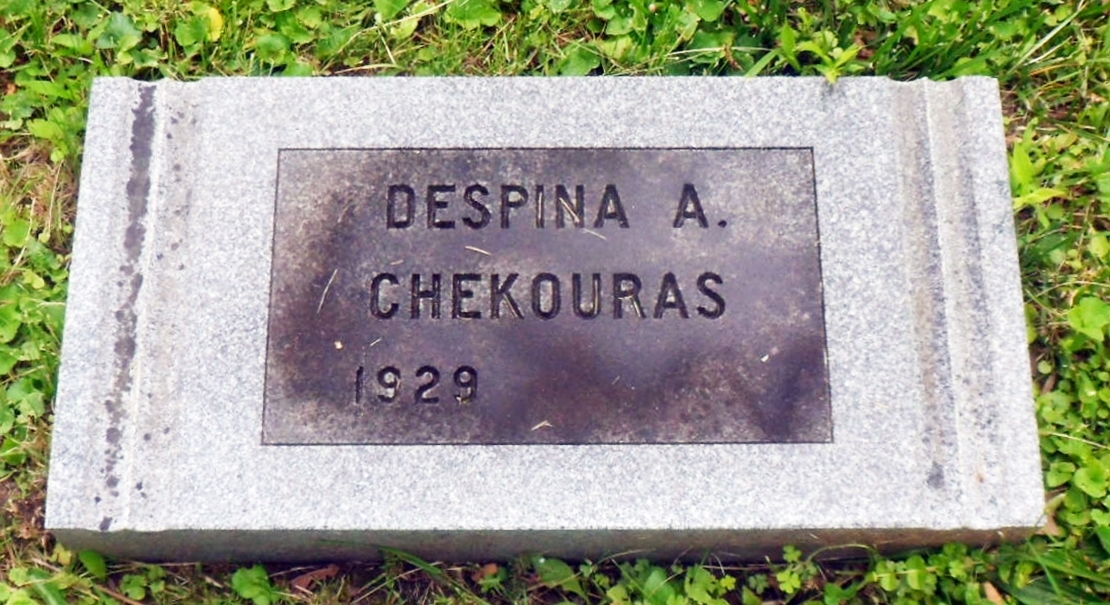 DESPINA A.
CHEKOURAS
1929